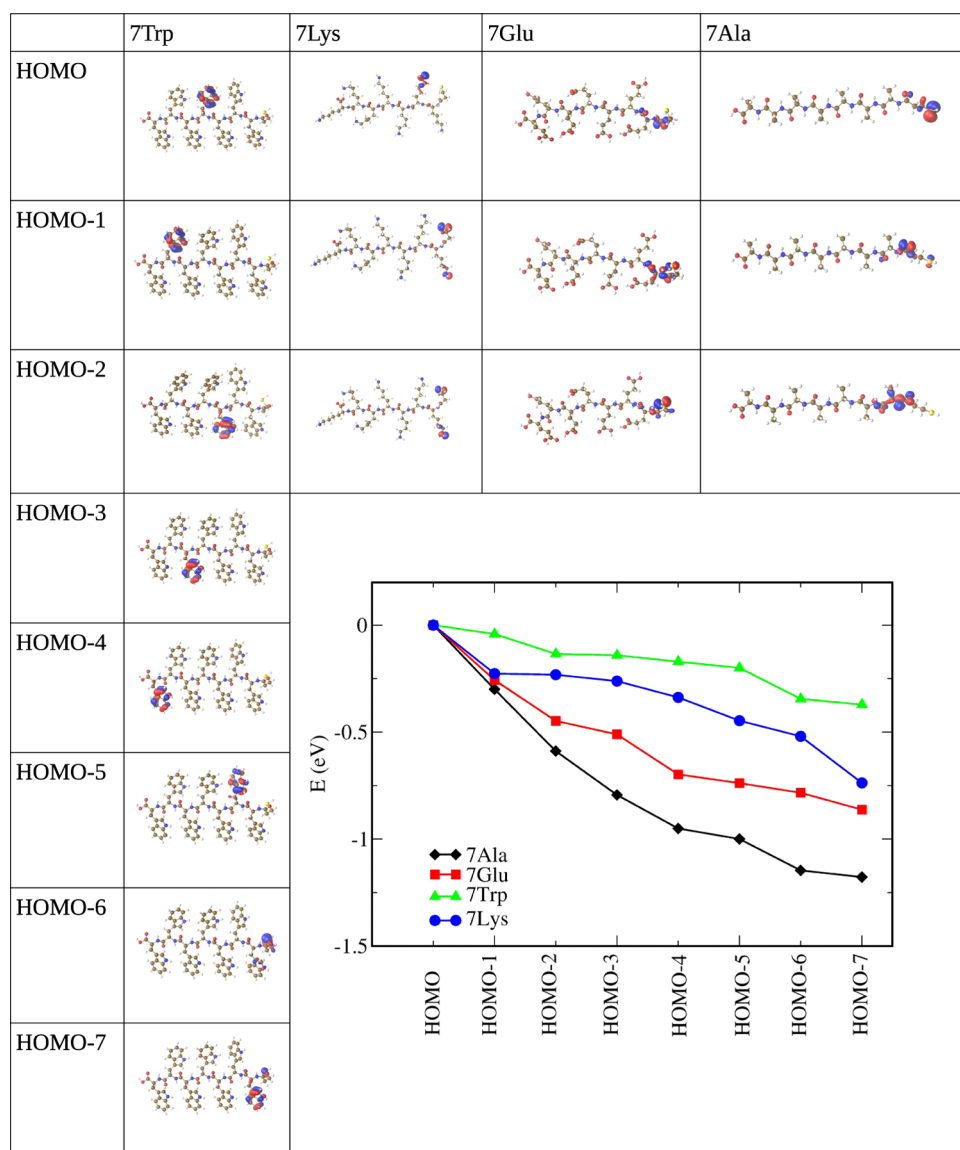 7Trp 7Lys 7Glu 7Ala
HOMO
HOMO-1
HOMO-2
HOMO-3
HOMO-4
HOMO-5
HOMO-6
HOMO-7
0
-0.5
-1
-1.5
E (eV)
7Ala
7Glu
7Trp
7Lys
HOMO
HOMO-1
HOMO-2
HOMO-3
HOMO-4
HOMO-5
HOMO-6
HOMO-7